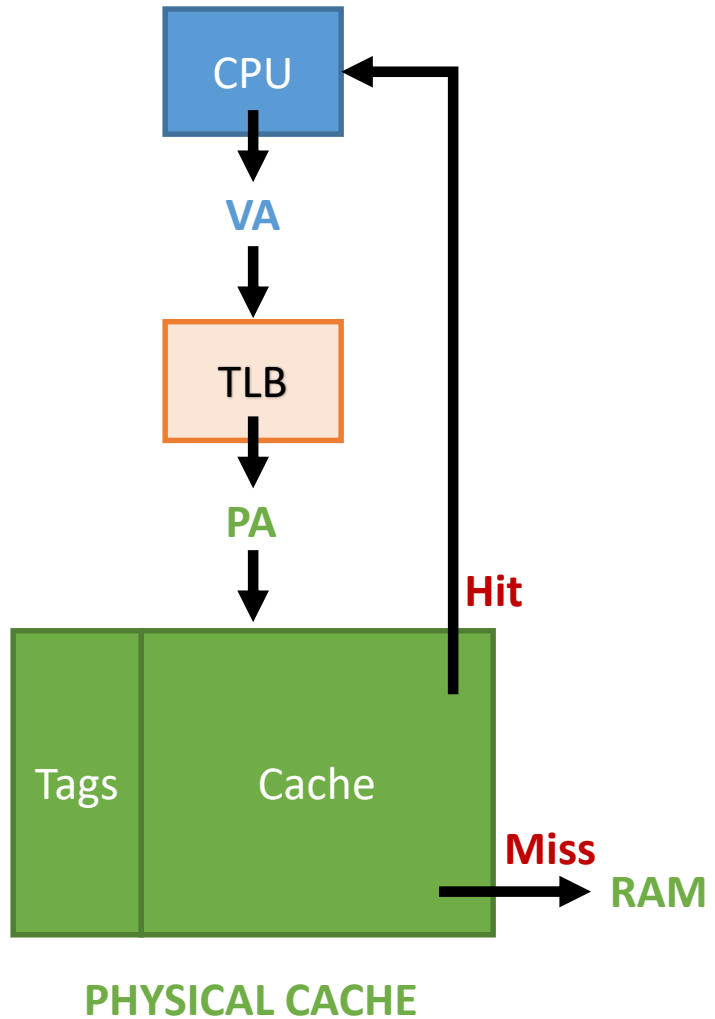 CPU
VA
TLB
PA
Hit
Tags
Cache
Miss
RAM
PHYSICAL CACHE